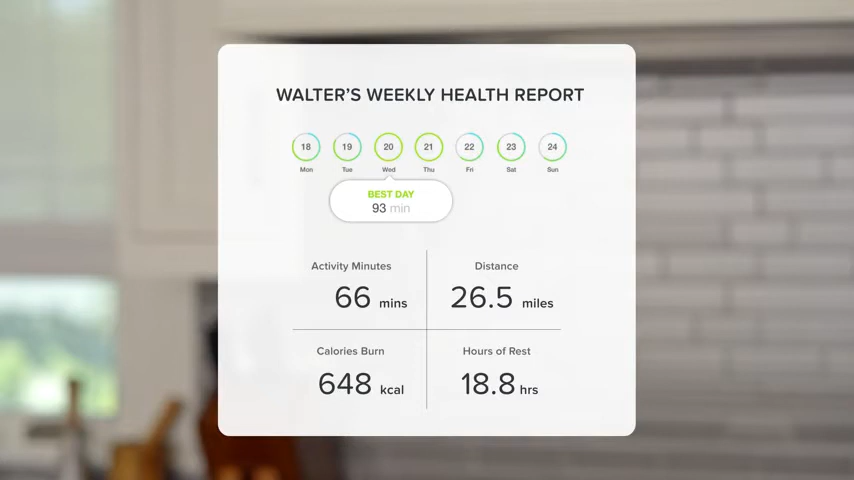 WALTER'S WEEKLY HEALTH REPORT
18 19 20 21 22 23 24
Mon Tue Wed Thu Fri Sat Sun
BEST DAY
93 min
Activity Minutes
66 mins
Distance
26.5 miles
Calories Burn
648 kcal
Hours of Rest
18.8 hrs